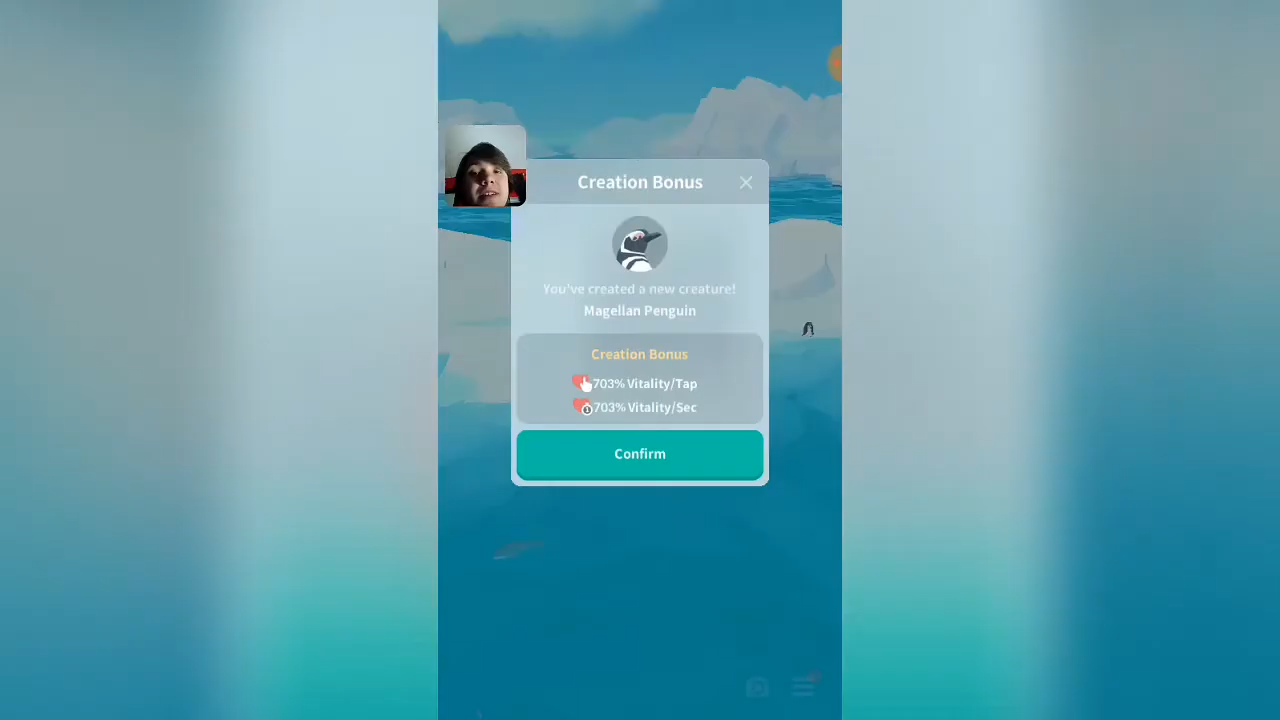 Creation Bonus
You've created a new creature!
Magellan Penguin
Creation Bonus
703% Vitality/Tap
703% Vitality/Sec
Confirm